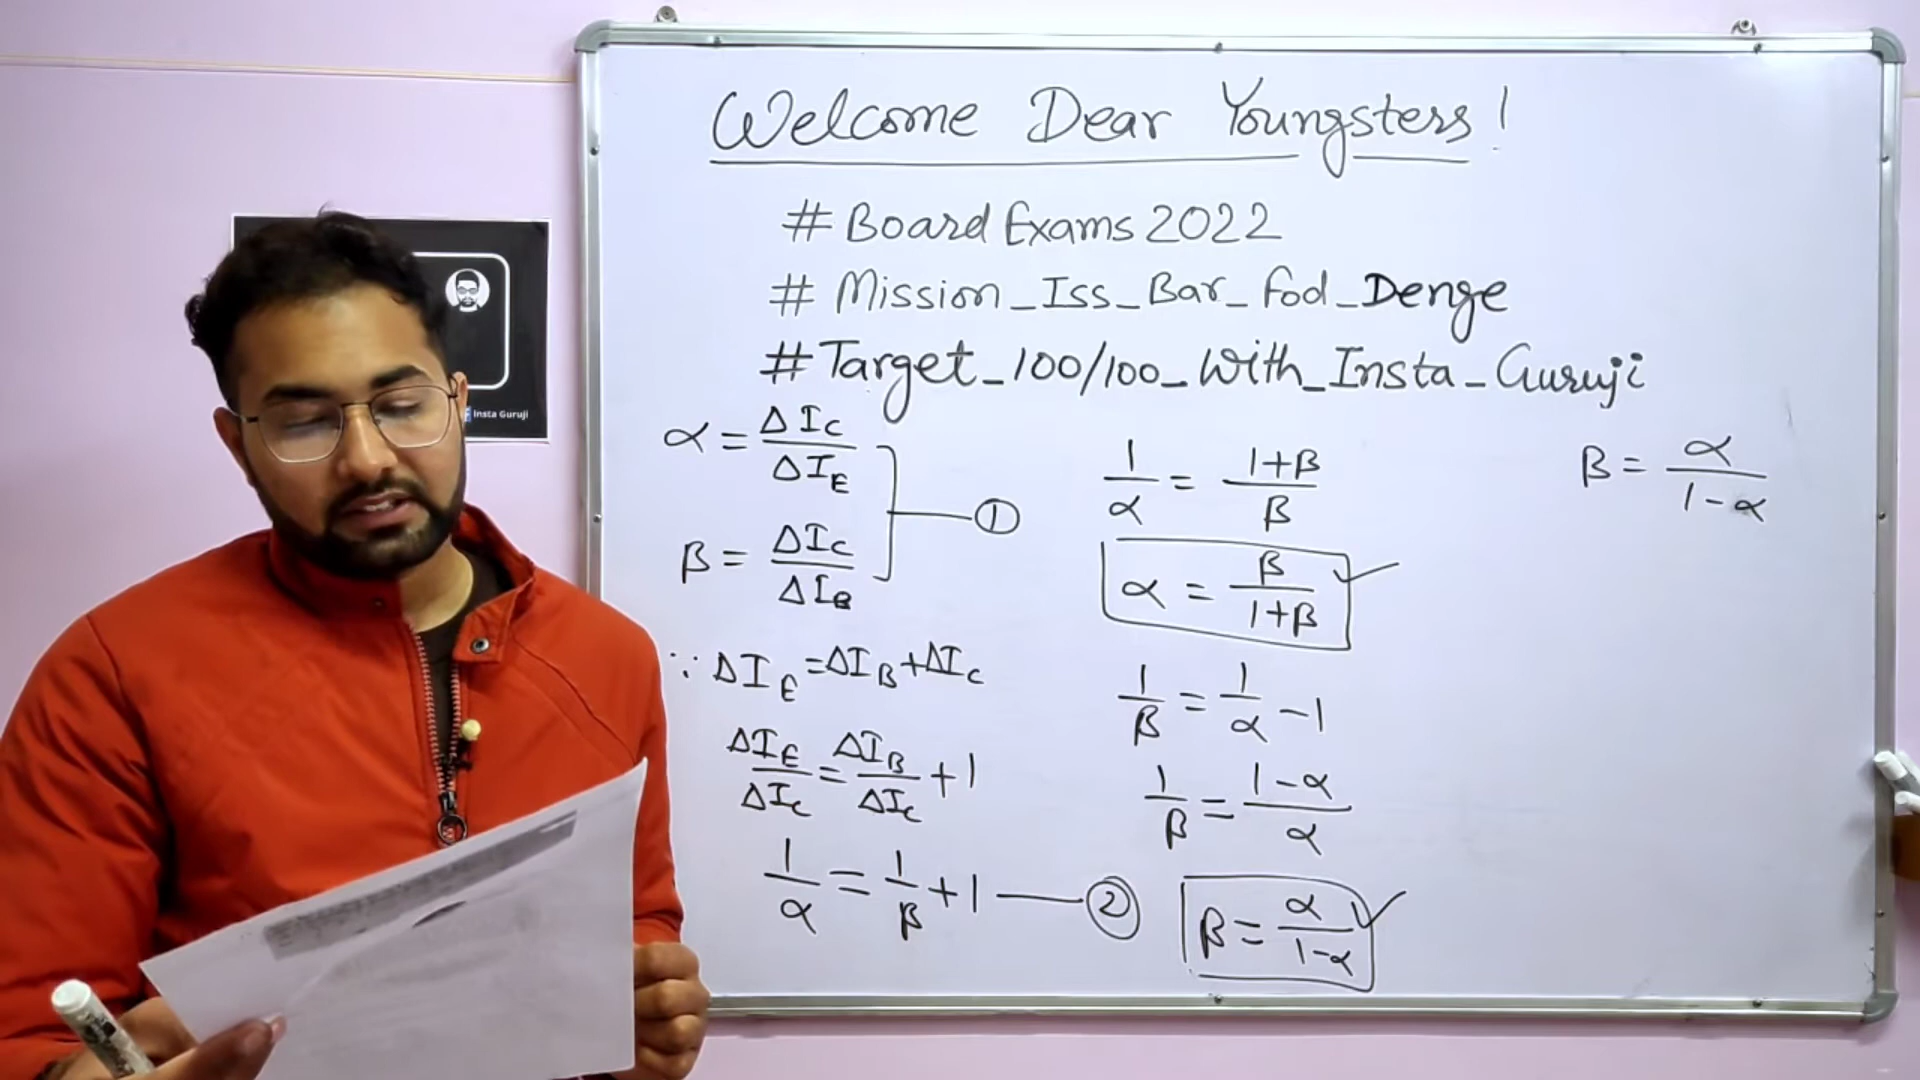 Welcome Dear Youngsters!
# Board Exams 2022
# Mission_Iss_Bar_Fod_Denge
# Target_100/100_With_Insta_Guruji
Insta Guruji
α = ΔIC/ΔIE
β = ΔIC/ΔIB
①
∵ ΔIE = ΔIB + ΔIC
ΔIE/ΔIC = ΔIB/ΔIC + 1
1/α = 1/β + 1 — ②
1/α = 1+β/β
α = β/1+β ✓
1/β = 1/α − 1
1/β = 1−α/α
β = α/1−α ✓
β = α/1−α